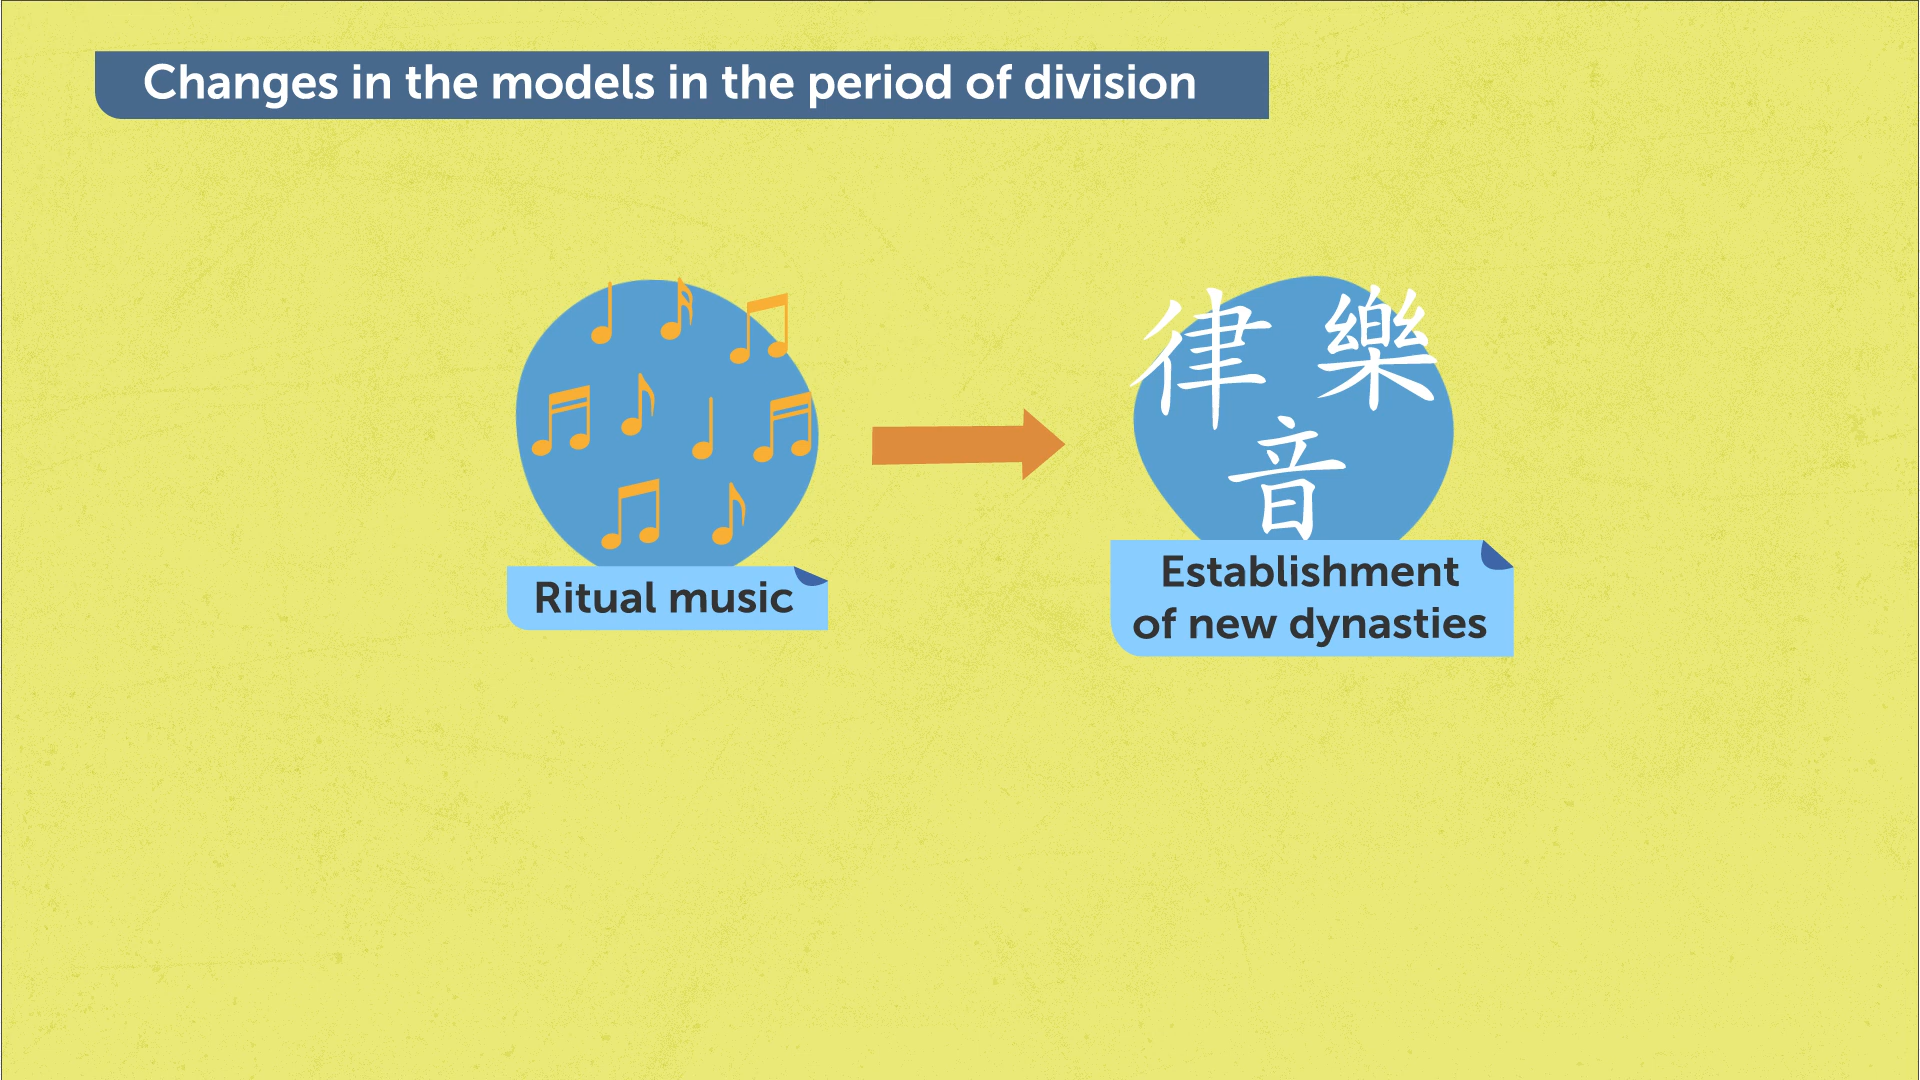 Changes in the models in the period of division
律 樂
音
Ritual music
Establishment
of new dynasties